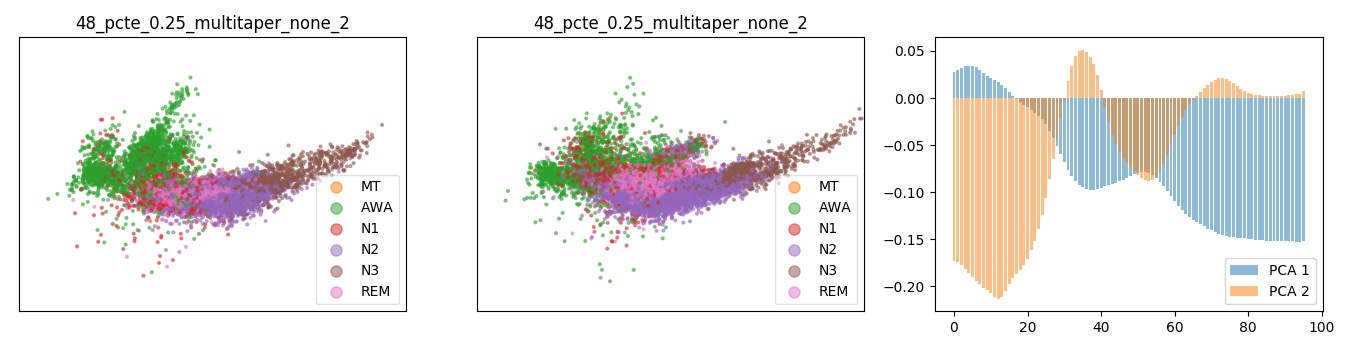 48_pcte_0.25_multitaper_none_2
MT
AWA
N1
N2
N3
REM
48_pcte_0.25_multitaper_none_2
MT
AWA
N1
N2
N3
REM
0.05
0.00
−0.05
−0.10
−0.15
−0.20
0 20 40 60 80 100
PCA 1
PCA 2